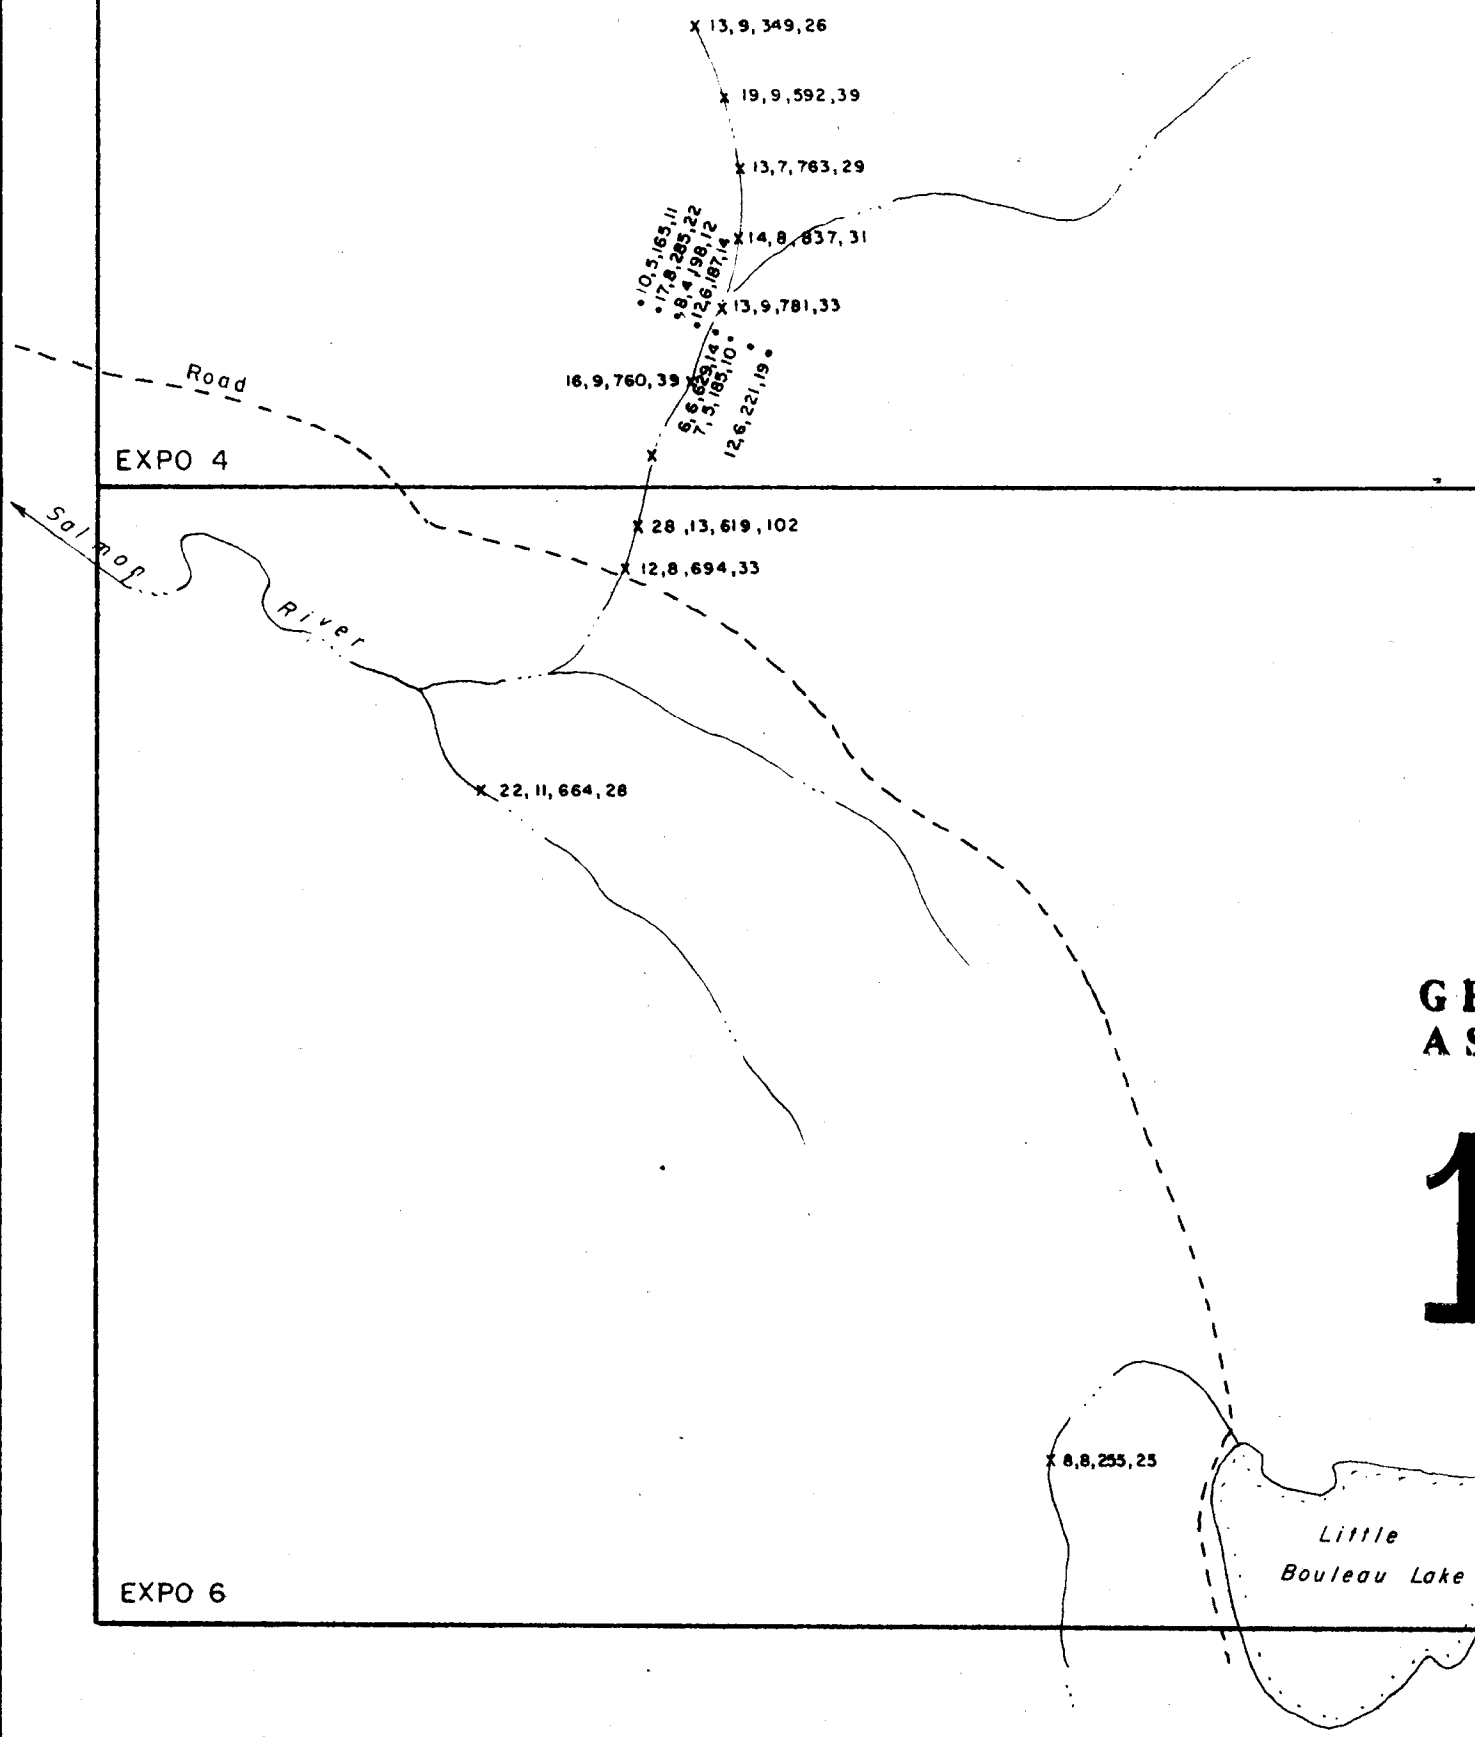 13, 9, 349, 26
19, 9, 592, 39
13, 7, 763, 29
14, 8, 837, 31
10, 5, 165, 11
17, 8, 285, 22
8, 4, 198, 12
12, 6, 187, 14
13, 9, 781, 33
16, 9, 760, 39
6, 6, 629, 14
7, 5, 185, 10
12, 6, 221, 19
Road
EXPO 4
Salmon
River
28, 13, 619, 102
12, 8, 694, 33
22, 11, 664, 28
G
A S
1
8, 8, 255, 25
Little
Bouleau Lake
EXPO 6